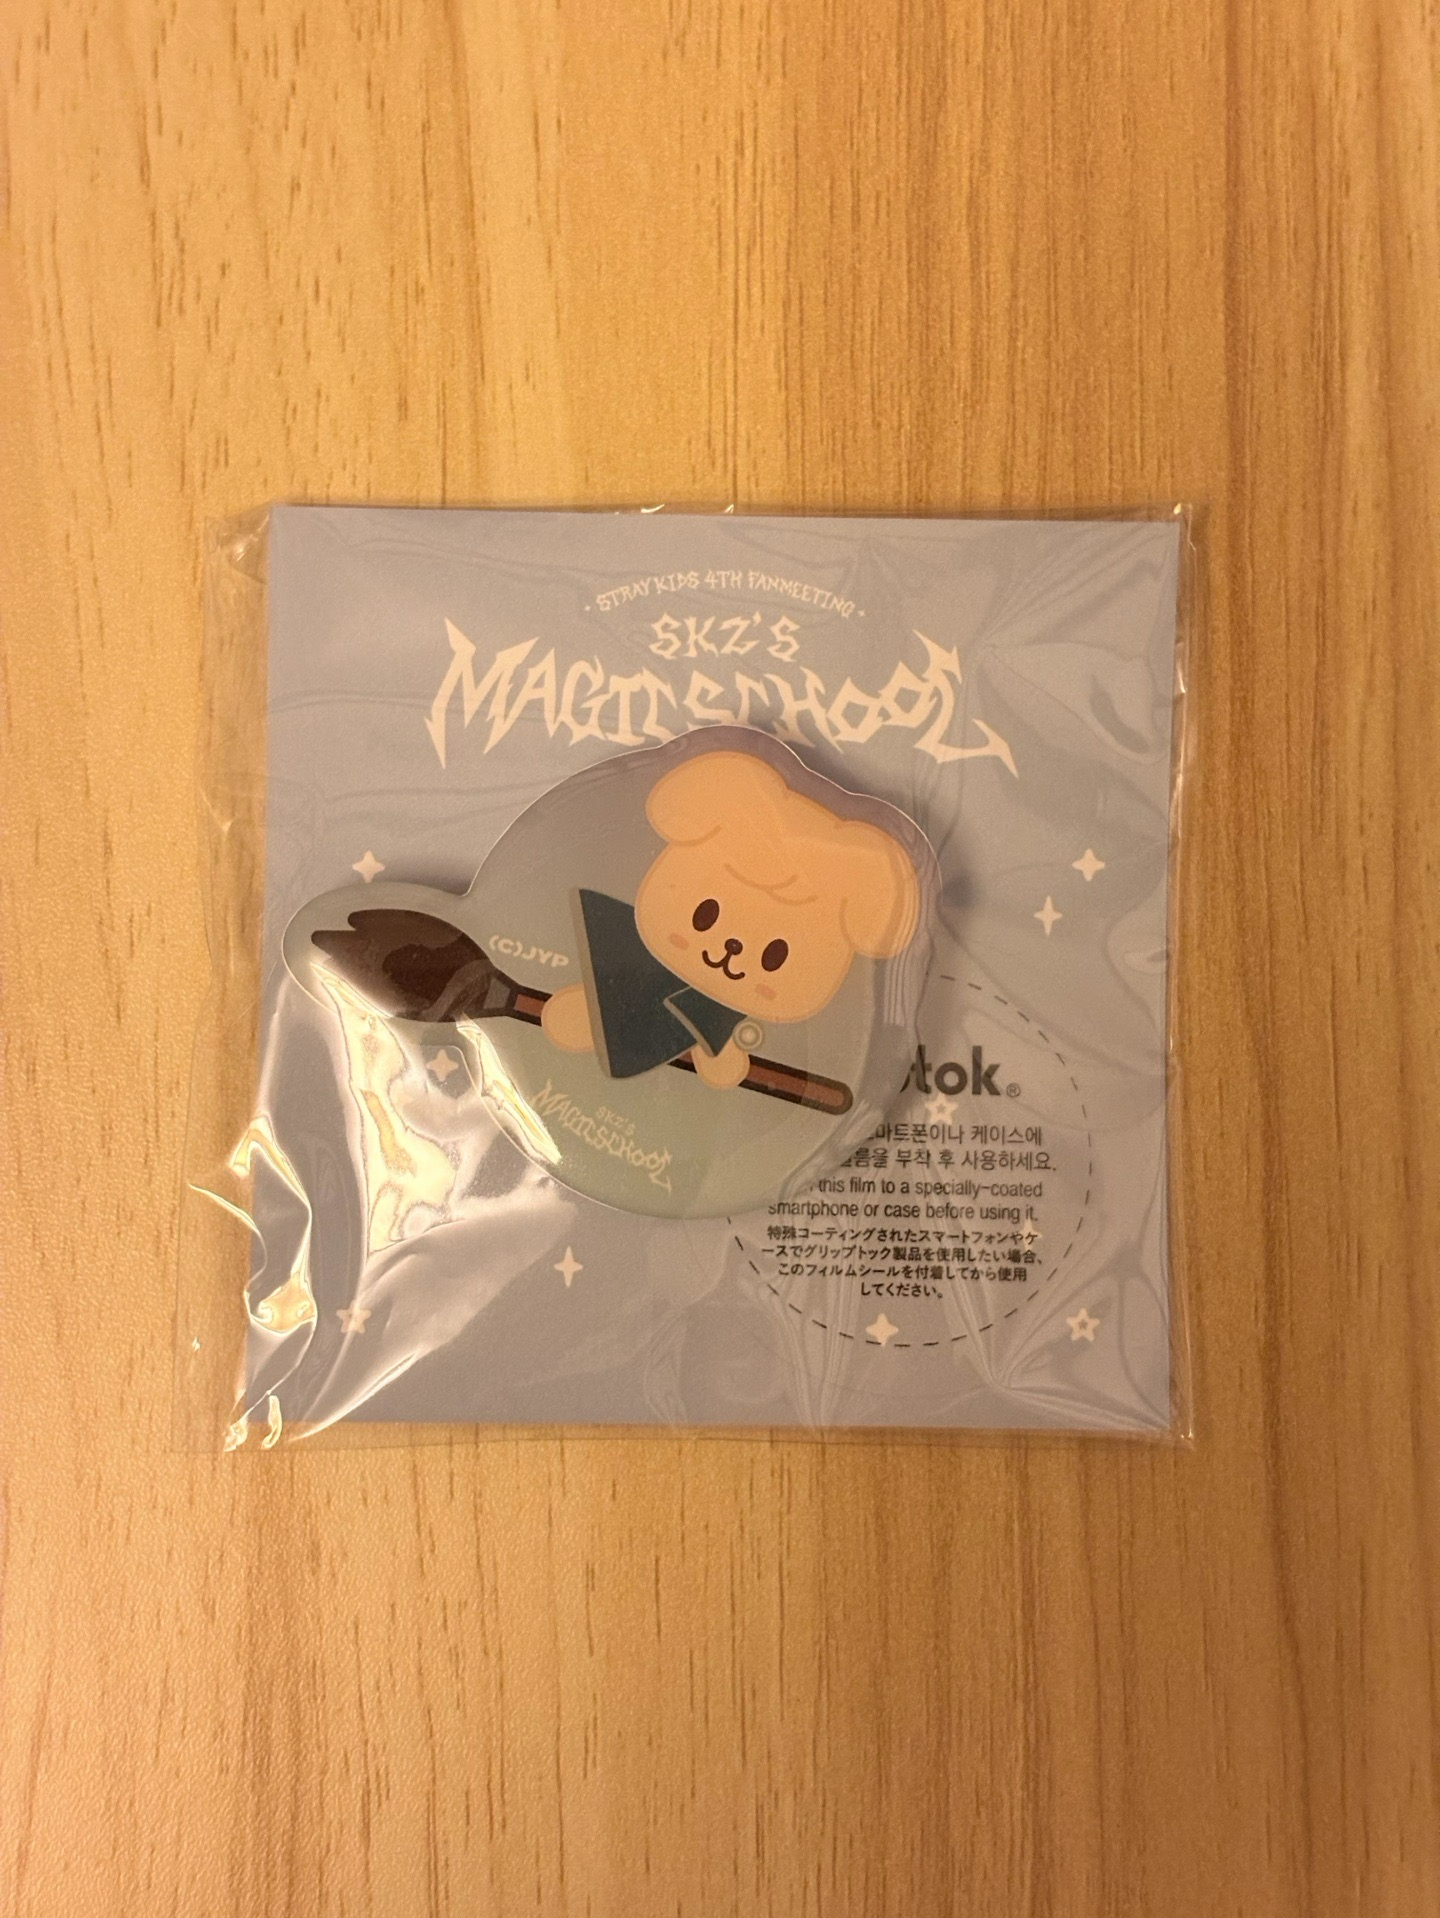 · STRAY KIDS 4TH FANMEETING ·
SKZ'S
MAGIC SCHOOL
(C)JYP
SKZ'S
MAGIC SCHOOL
tok®
마트폰이나 케이스에
름을 부착 후 사용하세요.
this film to a specially-coated
smartphone or case before using it.
特殊コーティングされたスマートフォンやケ
ースでグリップトック製品を使用したい場合、
このフィルムシールを付着してから使用
してください。